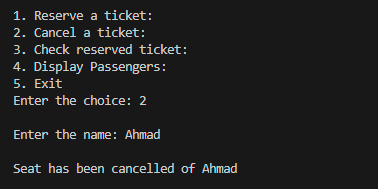 1. Reserve a ticket:
2. Cancel a ticket:
3. Check reserved ticket:
4. Display Passengers:
5. Exit
Enter the choice: 2
Enter the name: Ahmad
Seat has been cancelled of Ahmad